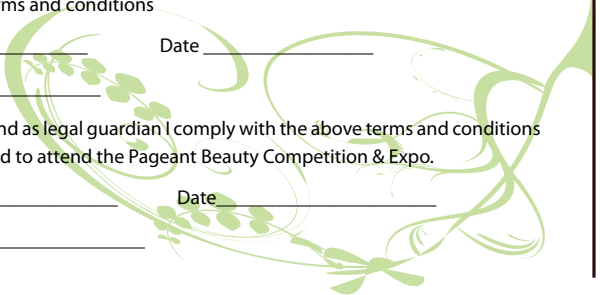 ms and conditions
Date
nd as legal guardian I comply with the above terms and conditions
d to attend the Pageant Beauty Competition & Expo.
Date